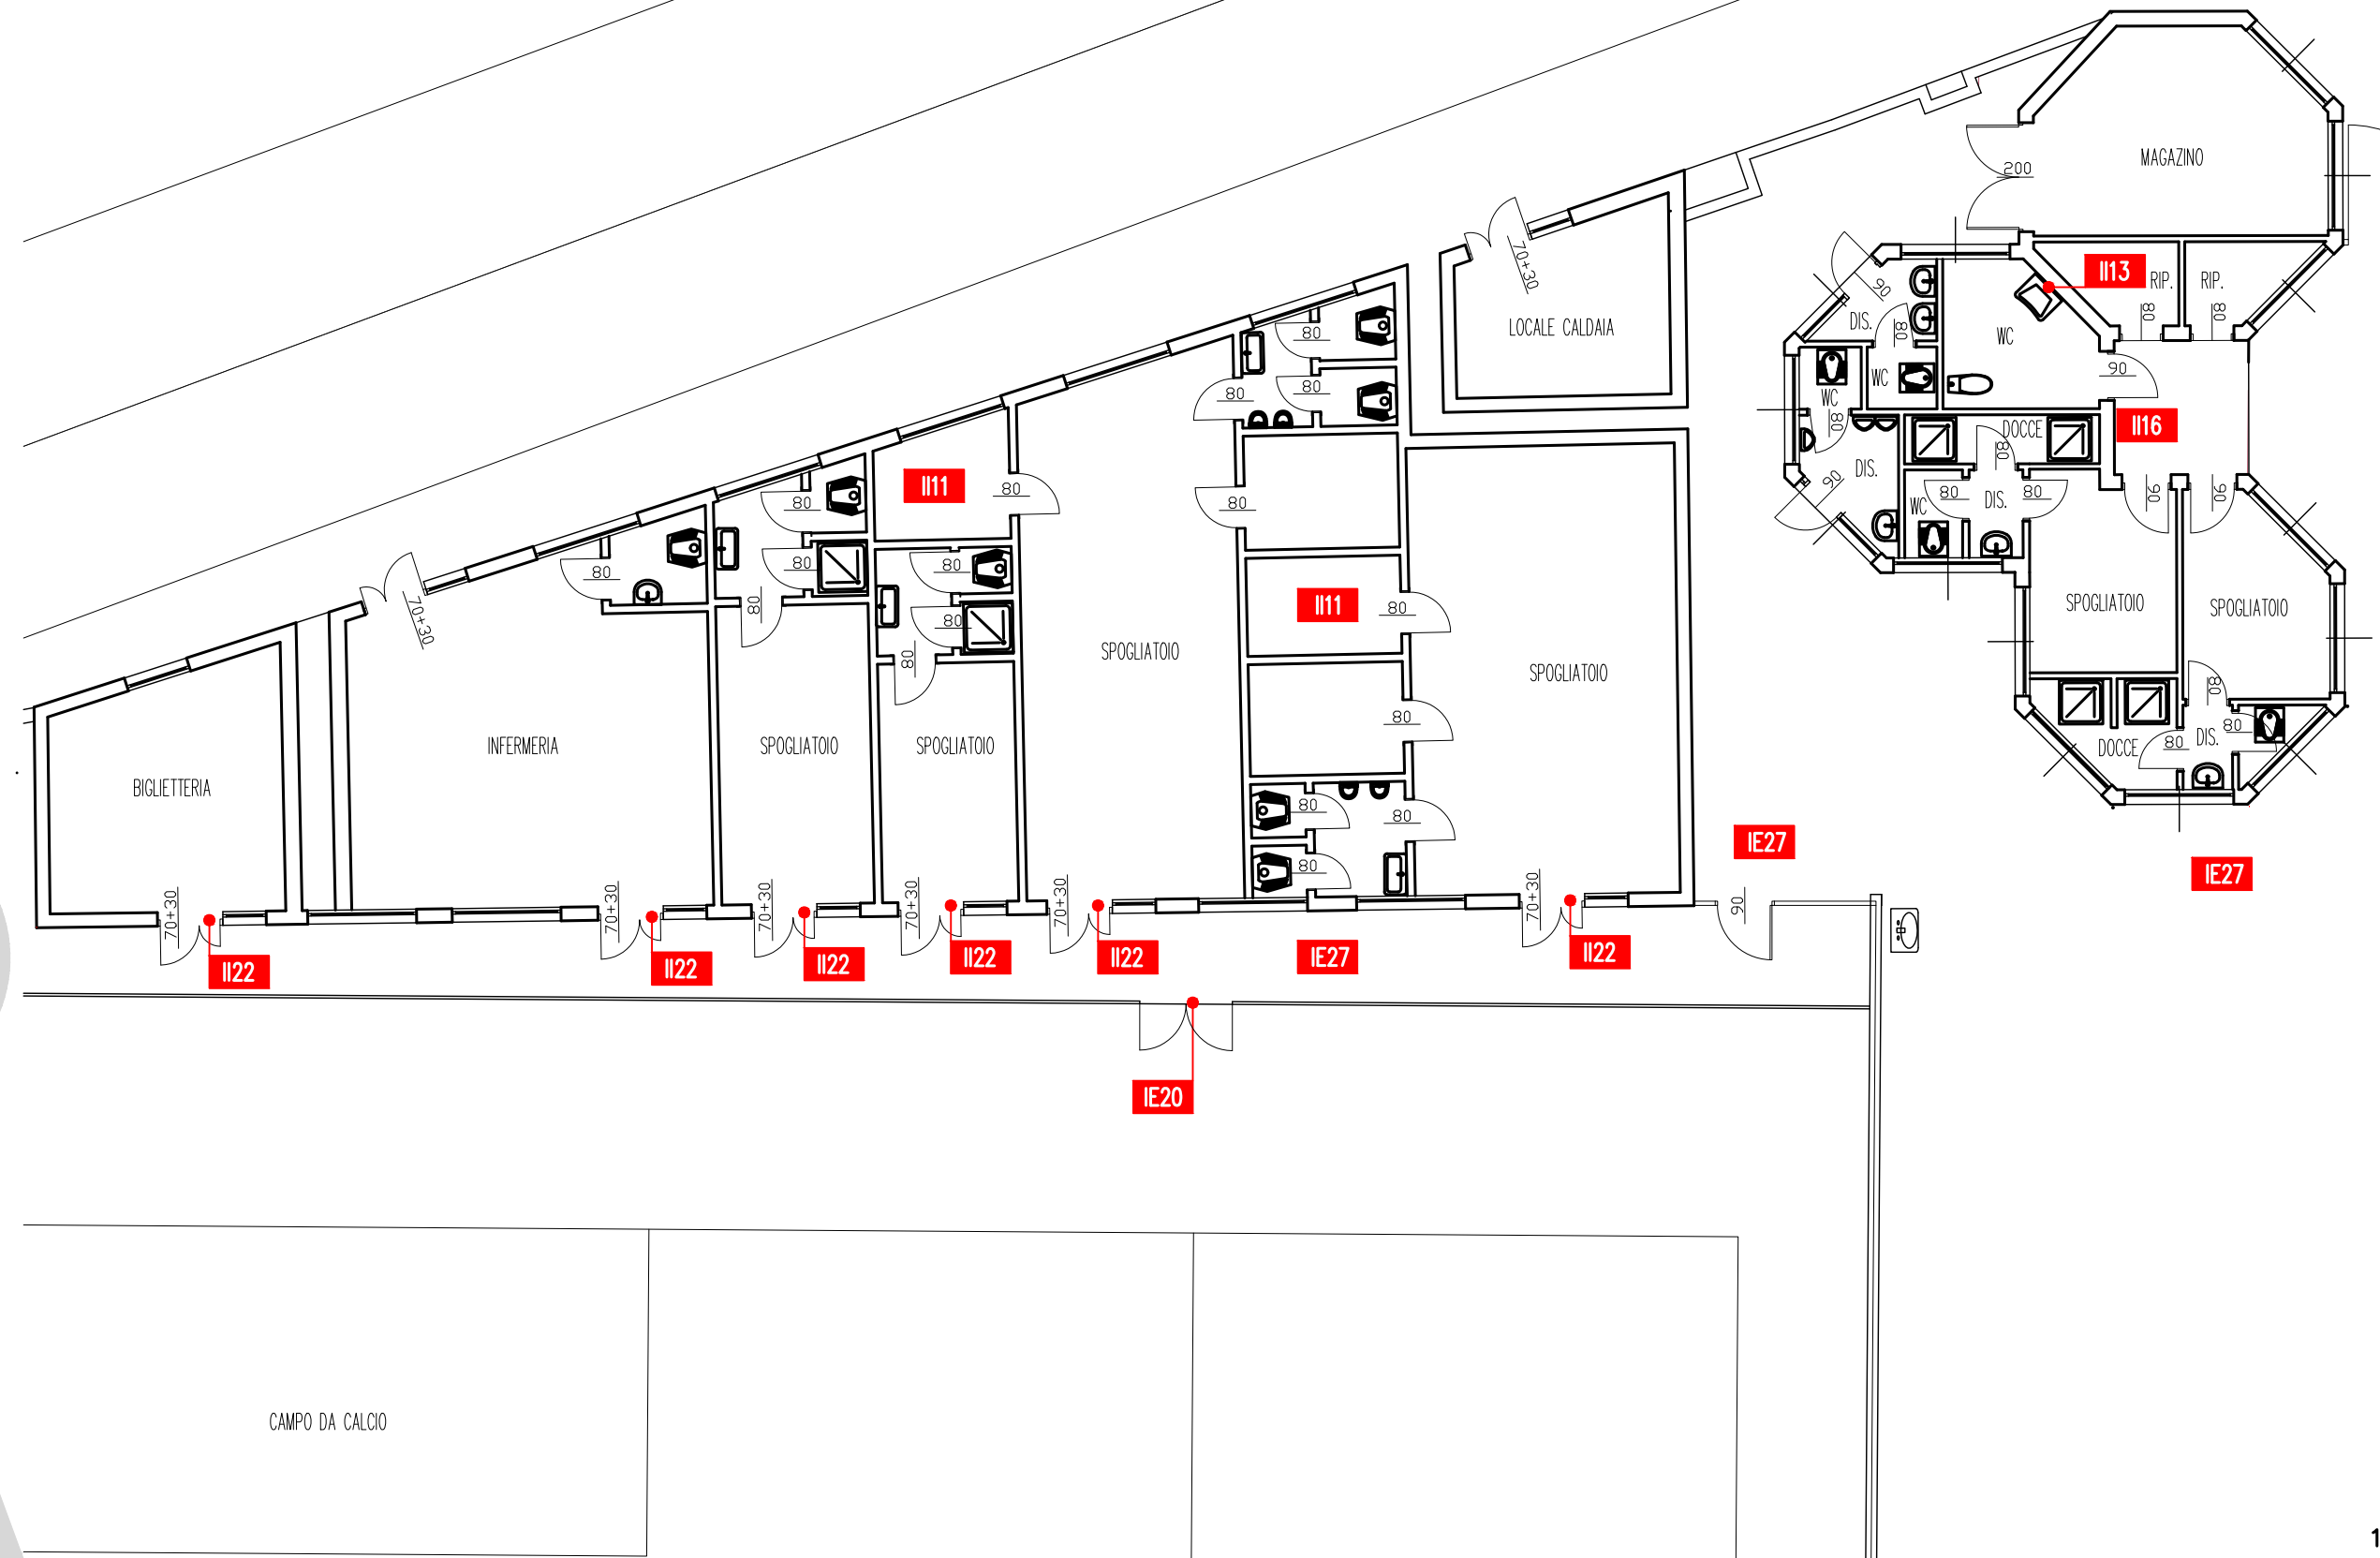 MAGAZINO
200
II13
RIP.
RIP.
80
80
70+30
90
DIS.
80
WC
LOCALE CALDAIA
80
WC
90
80
WC
80
80
II16
DOCCE
80
80
DIS.
90
II11
80
80
80
WC
80
DIS.
80
90
90
80
80
80
80
70+30
80
80
II11
80
SPOGLIATOIO
SPOGLIATOIO
80
SPOGLIATOIO
80
SPOGLIATOIO
80
80
INFERMERIA
SPOGLIATOIO
SPOGLIATOIO
DOCCE
80
DIS.
80
BIGLIETTERIA
80
80
IE27
80
IE27
70+30
70+30
70+30
70+30
70+30
70+30
90
II22
II22
II22
II22
II22
IE27
II22
IE20
CAMPO DA CALCIO
1